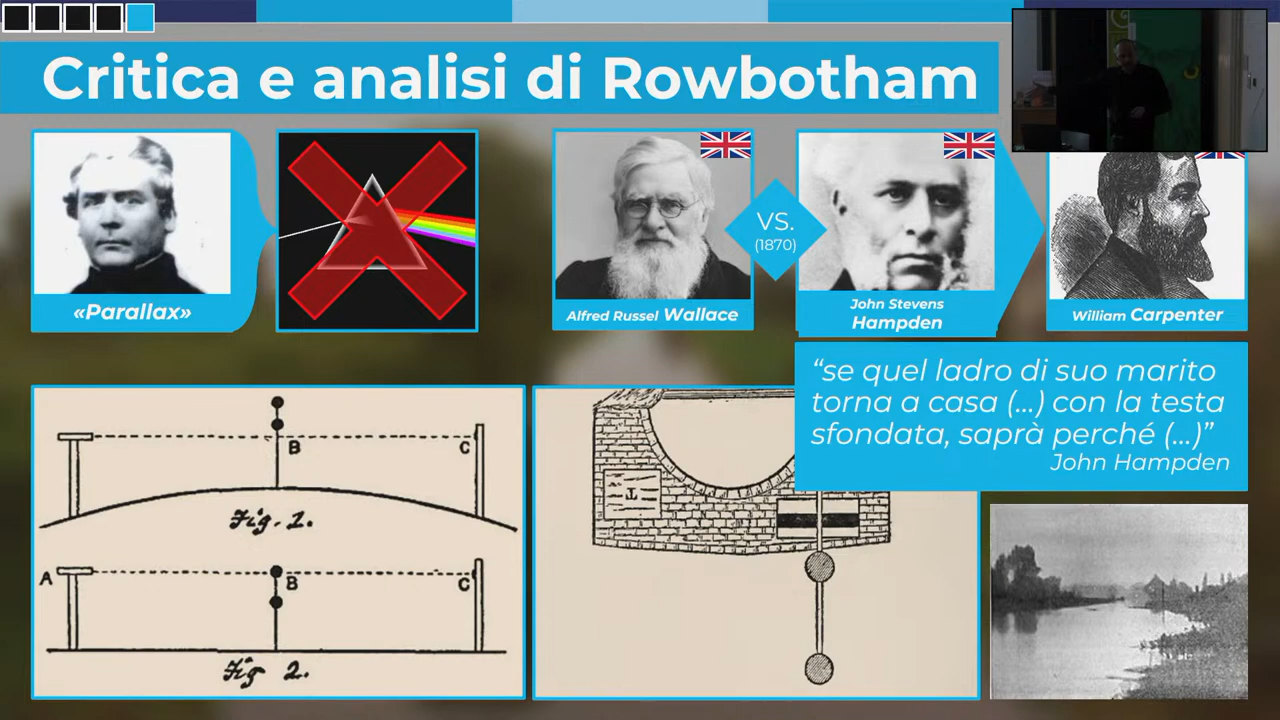 Critica e analisi di Rowbotham
«Parallax»
VS.
(1870)
Alfred Russel Wallace
John Stevens
Hampden
William Carpenter
“se quel ladro di suo marito
torna a casa (...) con la testa
sfondata, saprà perché (...)”
John Hampden
B
C
Fig. 1.
A
B
C
Fig 2.